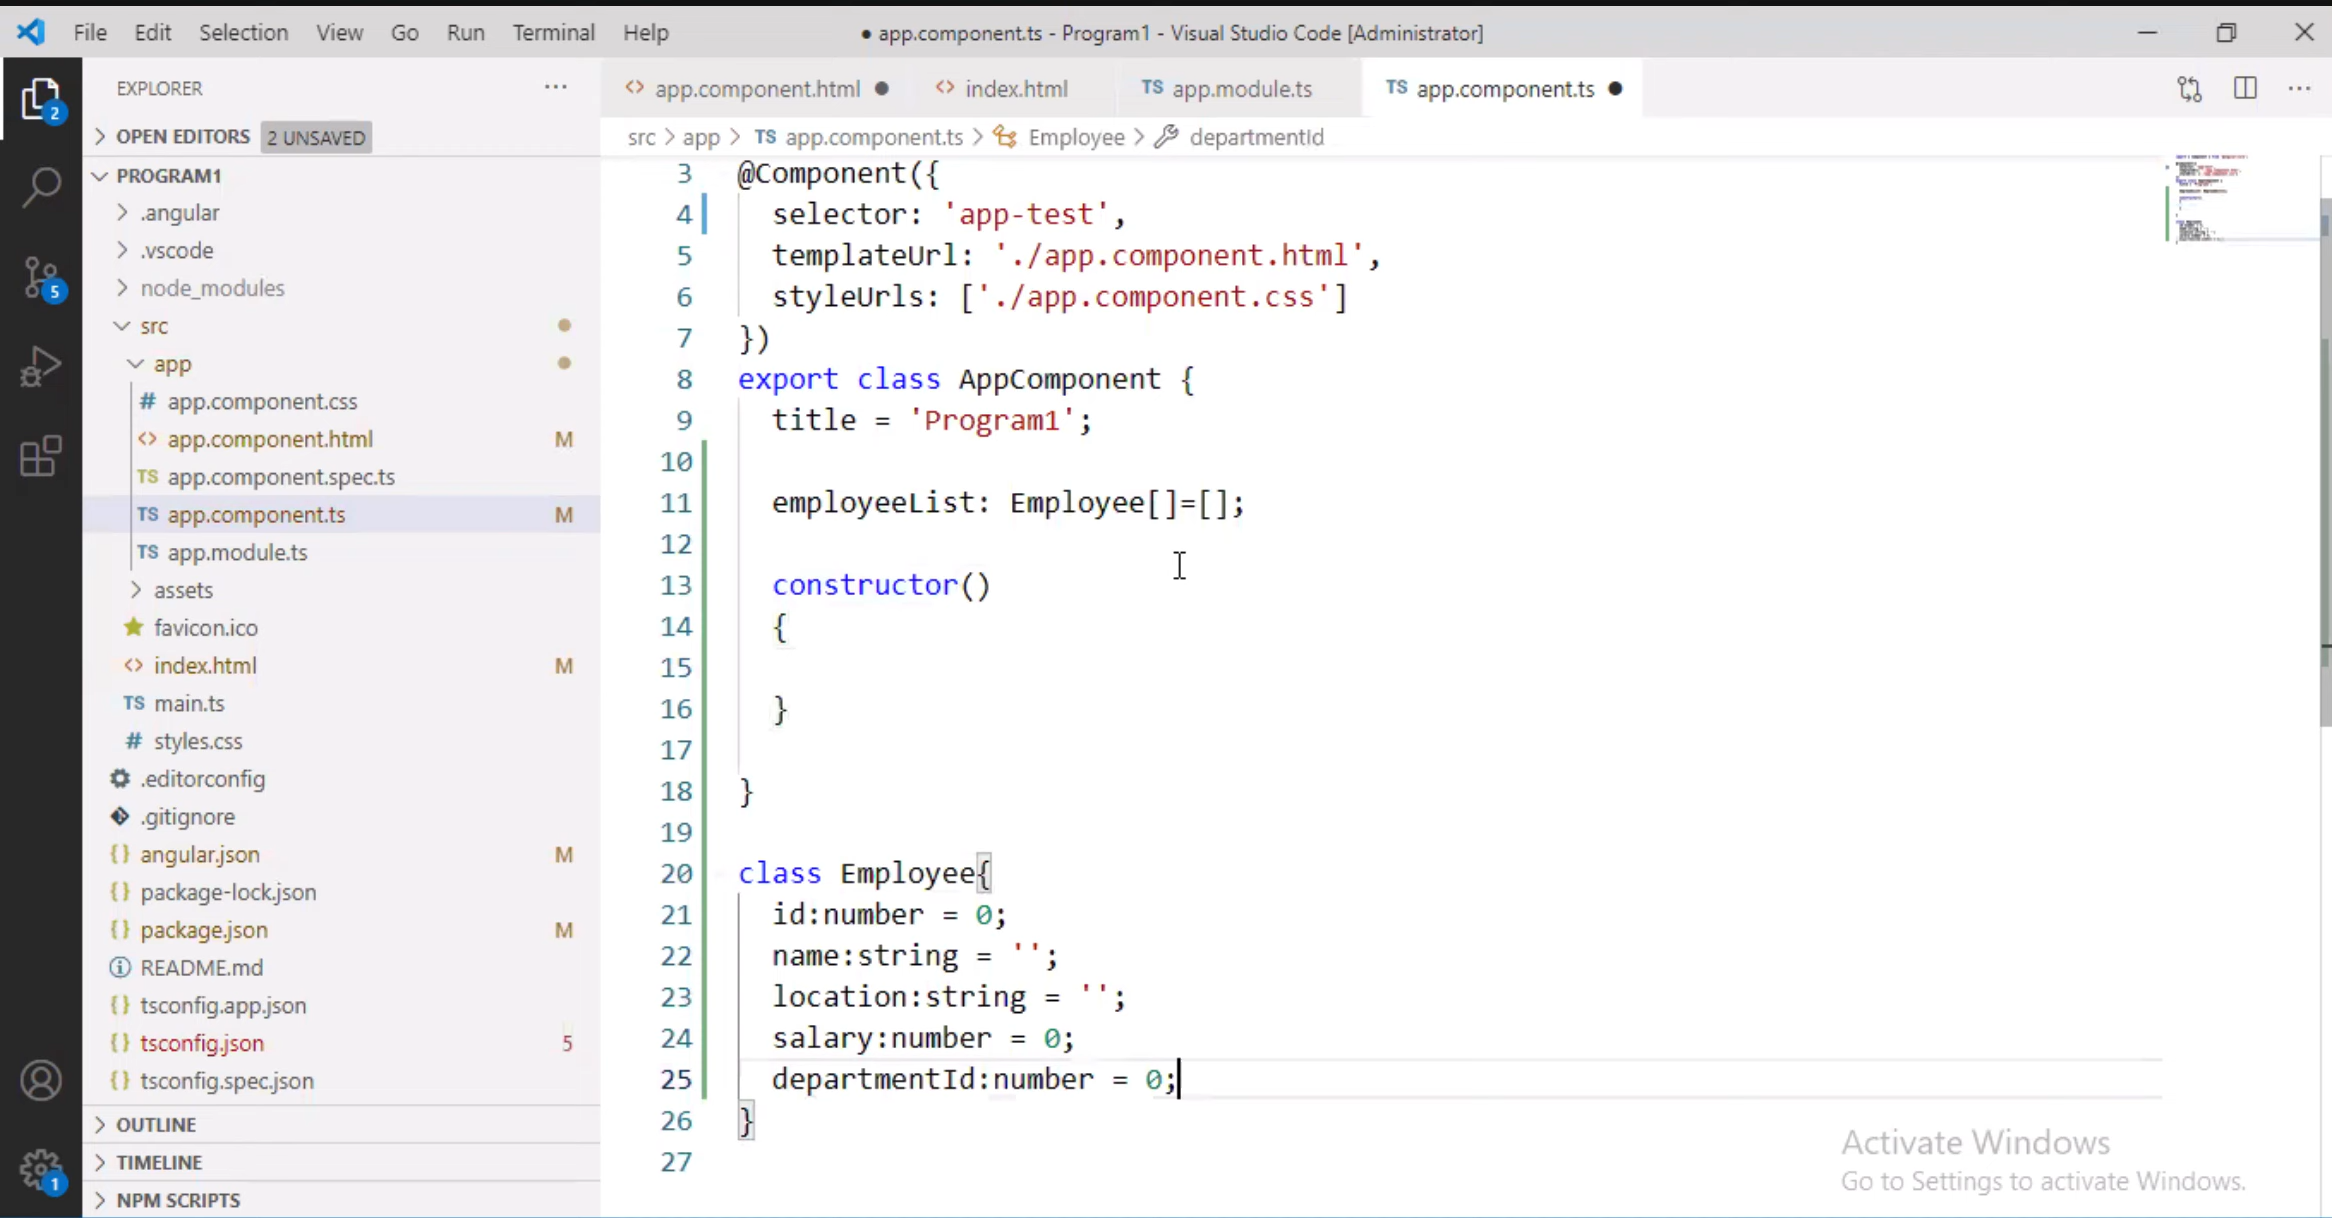 File Edit Selection View Go Run Terminal Help ● app.component.ts - Program1 - Visual Studio Code [Administrator]
EXPLORER ···
<> app.component.html ● <> index.html TS app.module.ts TS app.component.ts ●
2
OPEN EDITORS 2 UNSAVED
src > app > TS app.component.ts > Employee > departmentId
PROGRAM1
.angular
.vscode
node_modules
src
app
# app.component.css
<> app.component.html M
TS app.component.spec.ts
TS app.component.ts M
TS app.module.ts
assets
favicon.ico
<> index.html M
TS main.ts
# styles.css
.editorconfig
.gitignore
{} angular.json M
{} package-lock.json
{} package.json M
README.md
{} tsconfig.app.json
{} tsconfig.json 5
{} tsconfig.spec.json
OUTLINE
TIMELINE
NPM SCRIPTS
5
1
3 @Component({
4 selector: 'app-test',
5 templateUrl: './app.component.html',
6 styleUrls: ['./app.component.css']
7 })
8 export class AppComponent {
9 title = 'Program1';
10
11 employeeList: Employee[]=[];
12
13 constructor()
14 {
15
16 }
17
18 }
19
20 class Employee{
21 id:number = 0;
22 name:string = '';
23 location:string = '';
24 salary:number = 0;
25 departmentId:number = 0;
26 }
27
Activate Windows
Go to Settings to activate Windows.